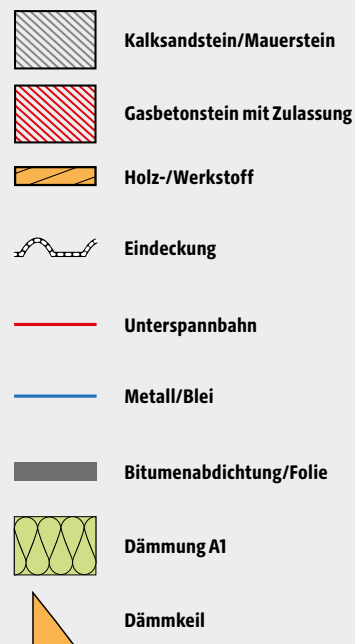 Kalksandstein/Mauerstein
Gasbetonstein mit Zulassung
Holz-/Werkstoff
Eindeckung
Unterspannbahn
Metall/Blei
Bitumenabdichtung/Folie
Dämmung A1
Dämmkeil